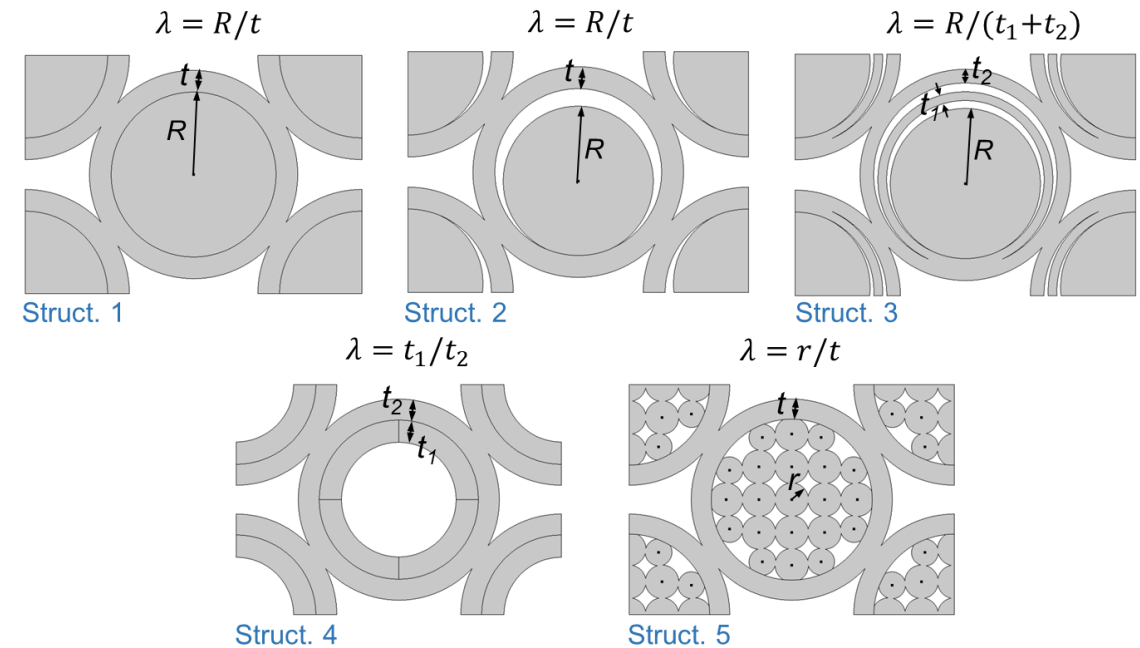 λ = R/t
λ = R/t
λ = R/(t₁+t₂)
t
R
t
R
t₂
t₁
R
Struct. 1
Struct. 2
Struct. 3
λ = t₁/t₂
λ = r/t
t₂
t₁
t
r
Struct. 4
Struct. 5